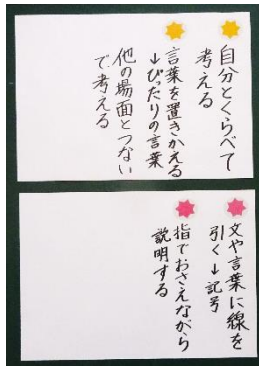 自分とくらべて
考える
言葉を置きかえる
→ぴったりの言葉
他の場面とつない
で考える
文や言葉に線を
引く→記号
指でおさえながら
説明する